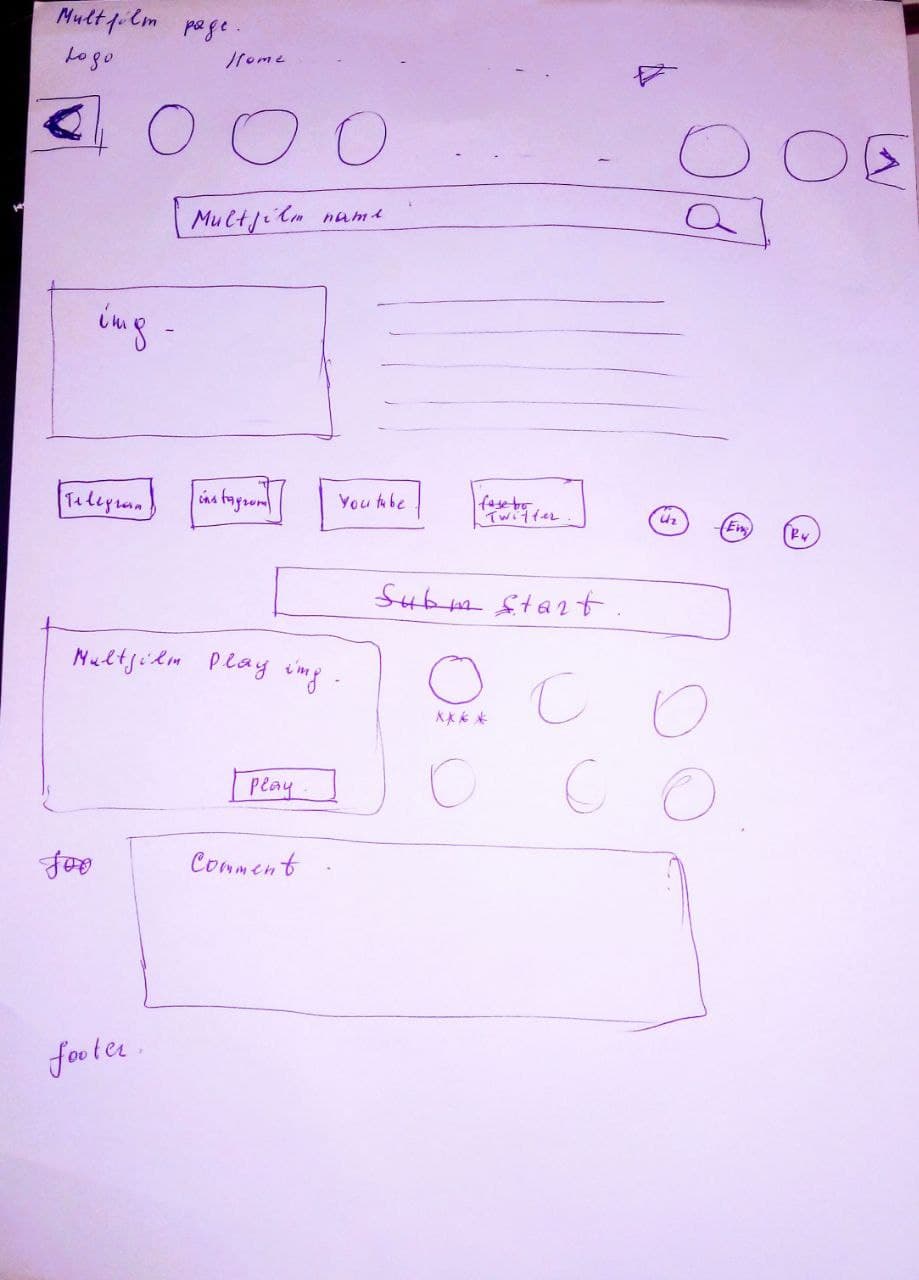 Multfilm page.
Logo Home
Multfilm name
img -
Telegram instagram Youtube Twitter.
Uz Eng Ru
Subm Start.
Multfilm Play img.
****
Play.
foo
Comment.
footer.